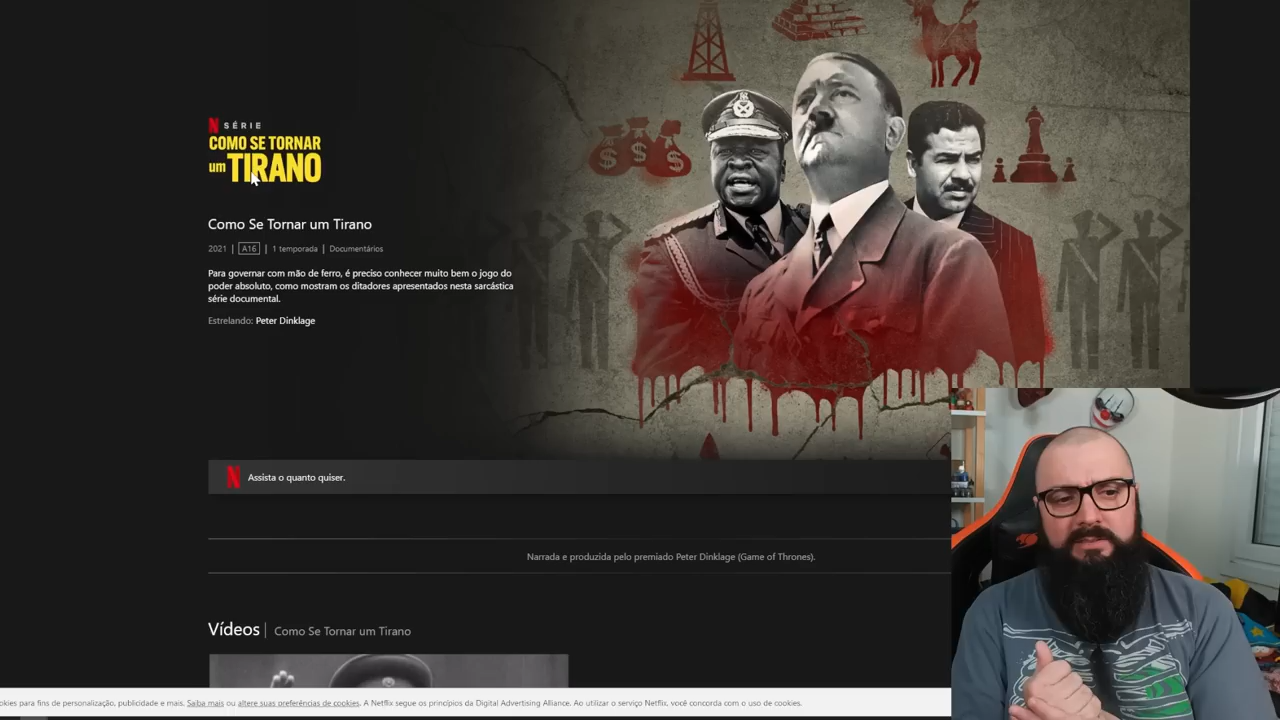 N SÉRIE
COMO SE TORNAR
um TIRANO
Como Se Tornar um Tirano
2021 | A16 | 1 temporada | Documentários
Para governar com mão de ferro, é preciso conhecer muito bem o jogo do
poder absoluto, como mostram os ditadores apresentados nesta sarcástica
série documental.
Estrelando: Peter Dinklage
$ $ $
N Assista o quanto quiser.
Narrada e produzida pelo premiado Peter Dinklage (Game of Thrones).
Vídeos | Como Se Tornar um Tirano
para fins de personalização, publicidade e mais. Saiba mais ou altere suas preferências de cookies. A Netflix segue os princípios da Digital Advertising Alliance. Ao utilizar o serviço Netflix, você concorda com o uso de cookies.